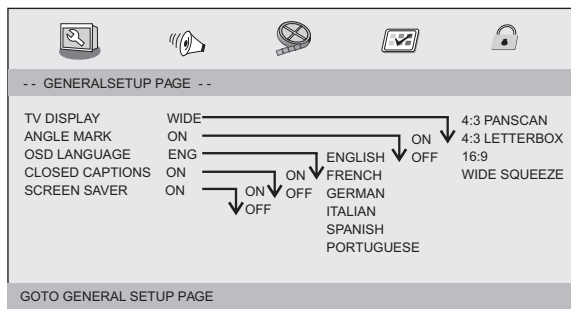 - - GENERALSETUP PAGE - -
TV DISPLAY WIDE 4:3 PANSCAN
ANGLE MARK ON ON 4:3 LETTERBOX
OSD LANGUAGE ENG ENGLISH OFF 16:9
CLOSED CAPTIONS ON ON FRENCH WIDE SQUEEZE
SCREEN SAVER ON ON OFF GERMAN
OFF ITALIAN
SPANISH
PORTUGUESE
GOTO GENERAL SETUP PAGE